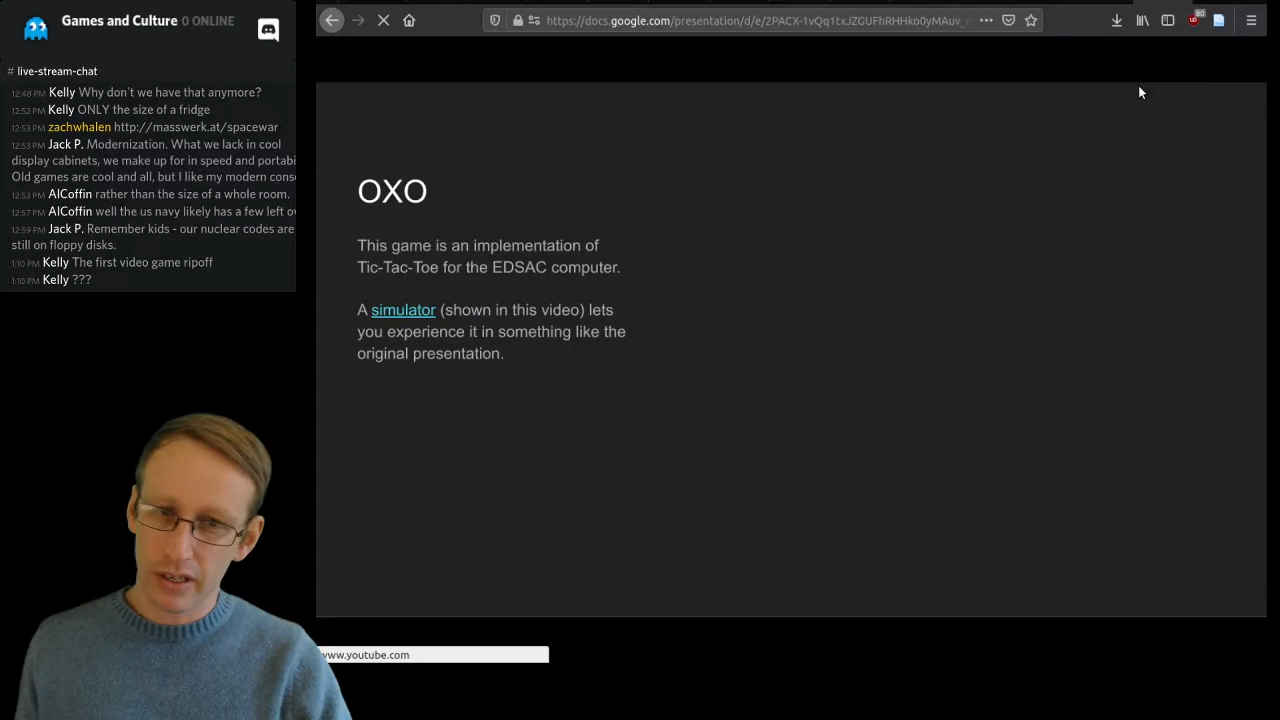 Games and Culture 0 ONLINE
# live-stream-chat
12:48 PM Kelly Why don't we have that anymore?
12:52 PM Kelly ONLY the size of a fridge
12:53 PM zachwhalen http://masswerk.at/spacewar
12:53 PM Jack P. Modernization. What we lack in cool
display cabinets, we make up for in speed and portabi
Old games are cool and all, but I like my modern cons
12:53 PM AlCoffin rather than the size of a whole room.
12:57 PM AlCoffin well the us navy likely has a few left ov
12:59 PM Jack P. Remember kids - our nuclear codes are
still on floppy disks.
1:10 PM Kelly The first video game ripoff
1:10 PM Kelly ???
https://docs.google.com/presentation/d/e/2PACX-1vQq1txJZGUFhRHHko0yMAuv_
80
OXO
This game is an implementation of
Tic-Tac-Toe for the EDSAC computer.
A simulator (shown in this video) lets
you experience it in something like the
original presentation.
www.youtube.com